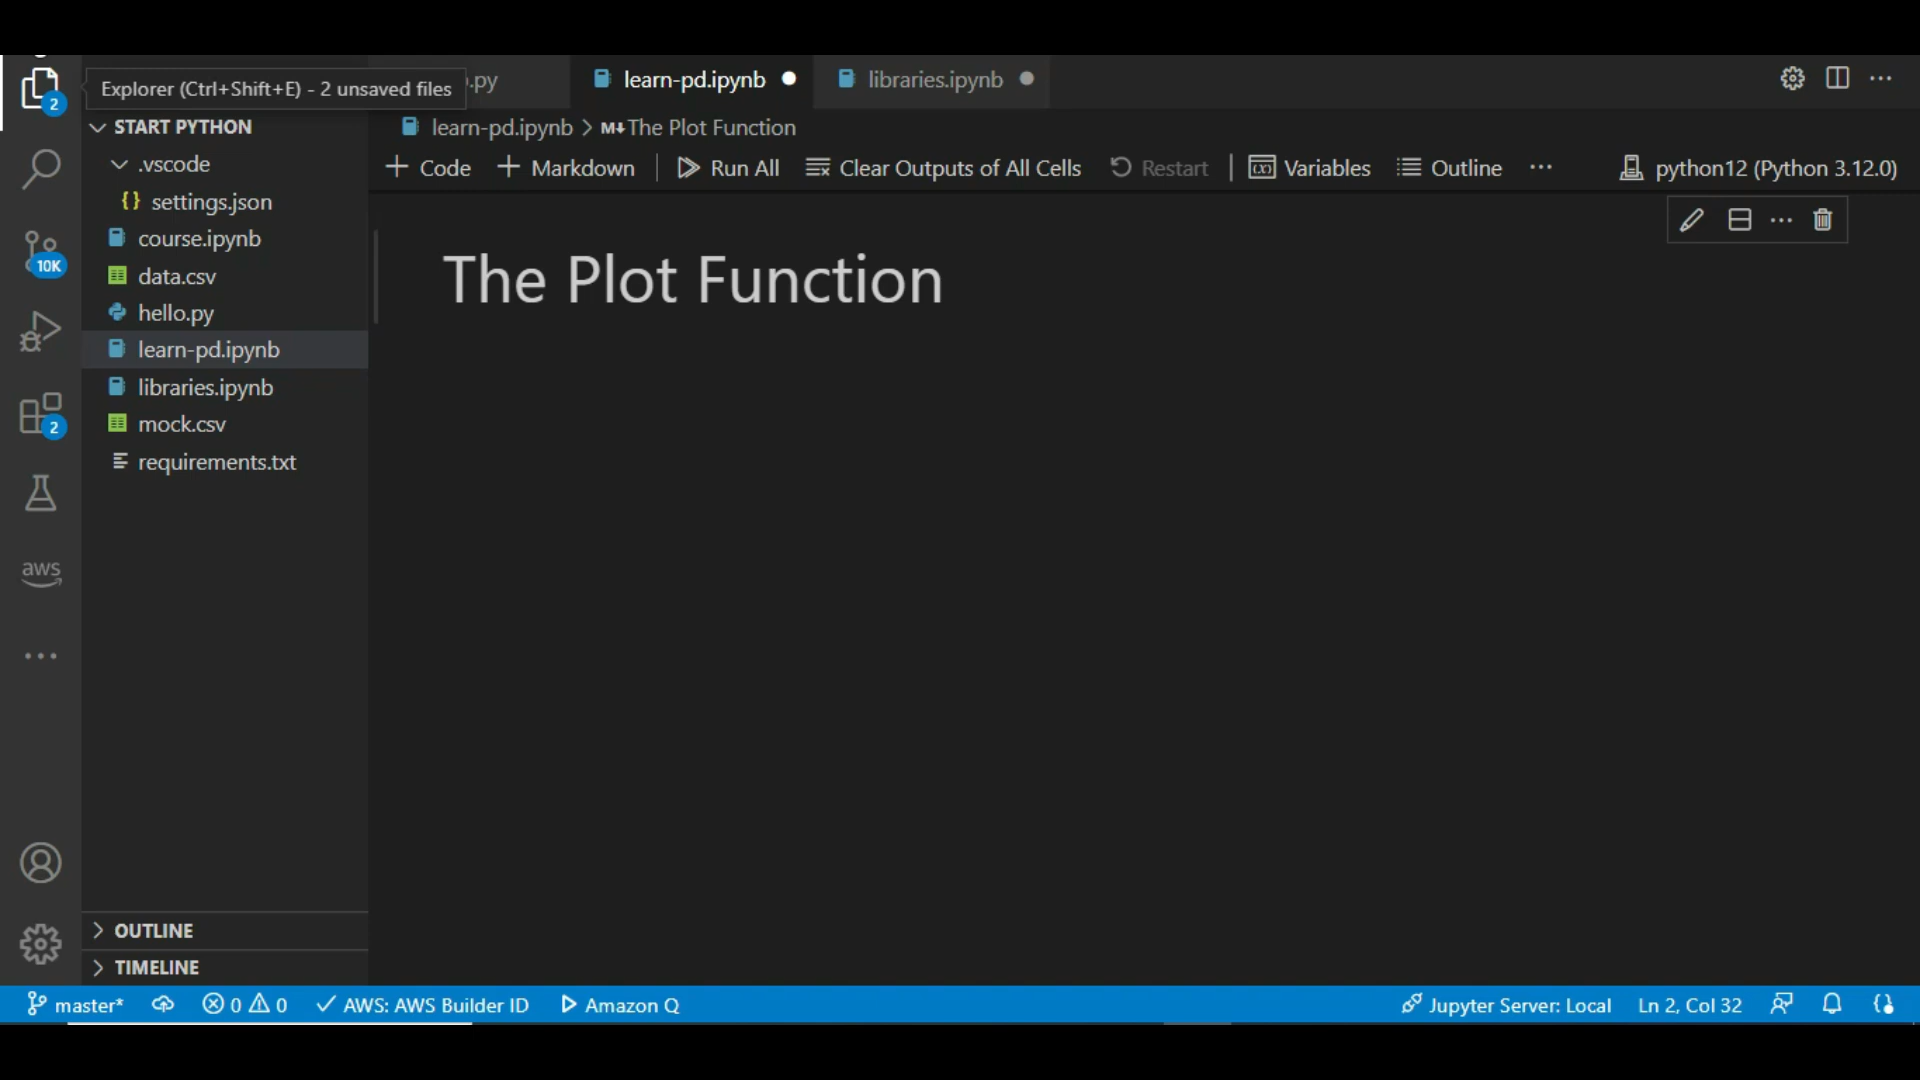 Explorer (Ctrl+Shift+E) - 2 unsaved files
.py
learn-pd.ipynb
libraries.ipynb
2
START PYTHON
learn-pd.ipynb > M↓The Plot Function
.vscode
Code
Markdown
Run All
Clear Outputs of All Cells
Restart
Variables
Outline
python12 (Python 3.12.0)
settings.json
course.ipynb
10K
data.csv
hello.py
The Plot Function
learn-pd.ipynb
libraries.ipynb
2
mock.csv
requirements.txt
aws
OUTLINE
TIMELINE
master*
0
0
AWS: AWS Builder ID
Amazon Q
Jupyter Server: Local
Ln 2, Col 32